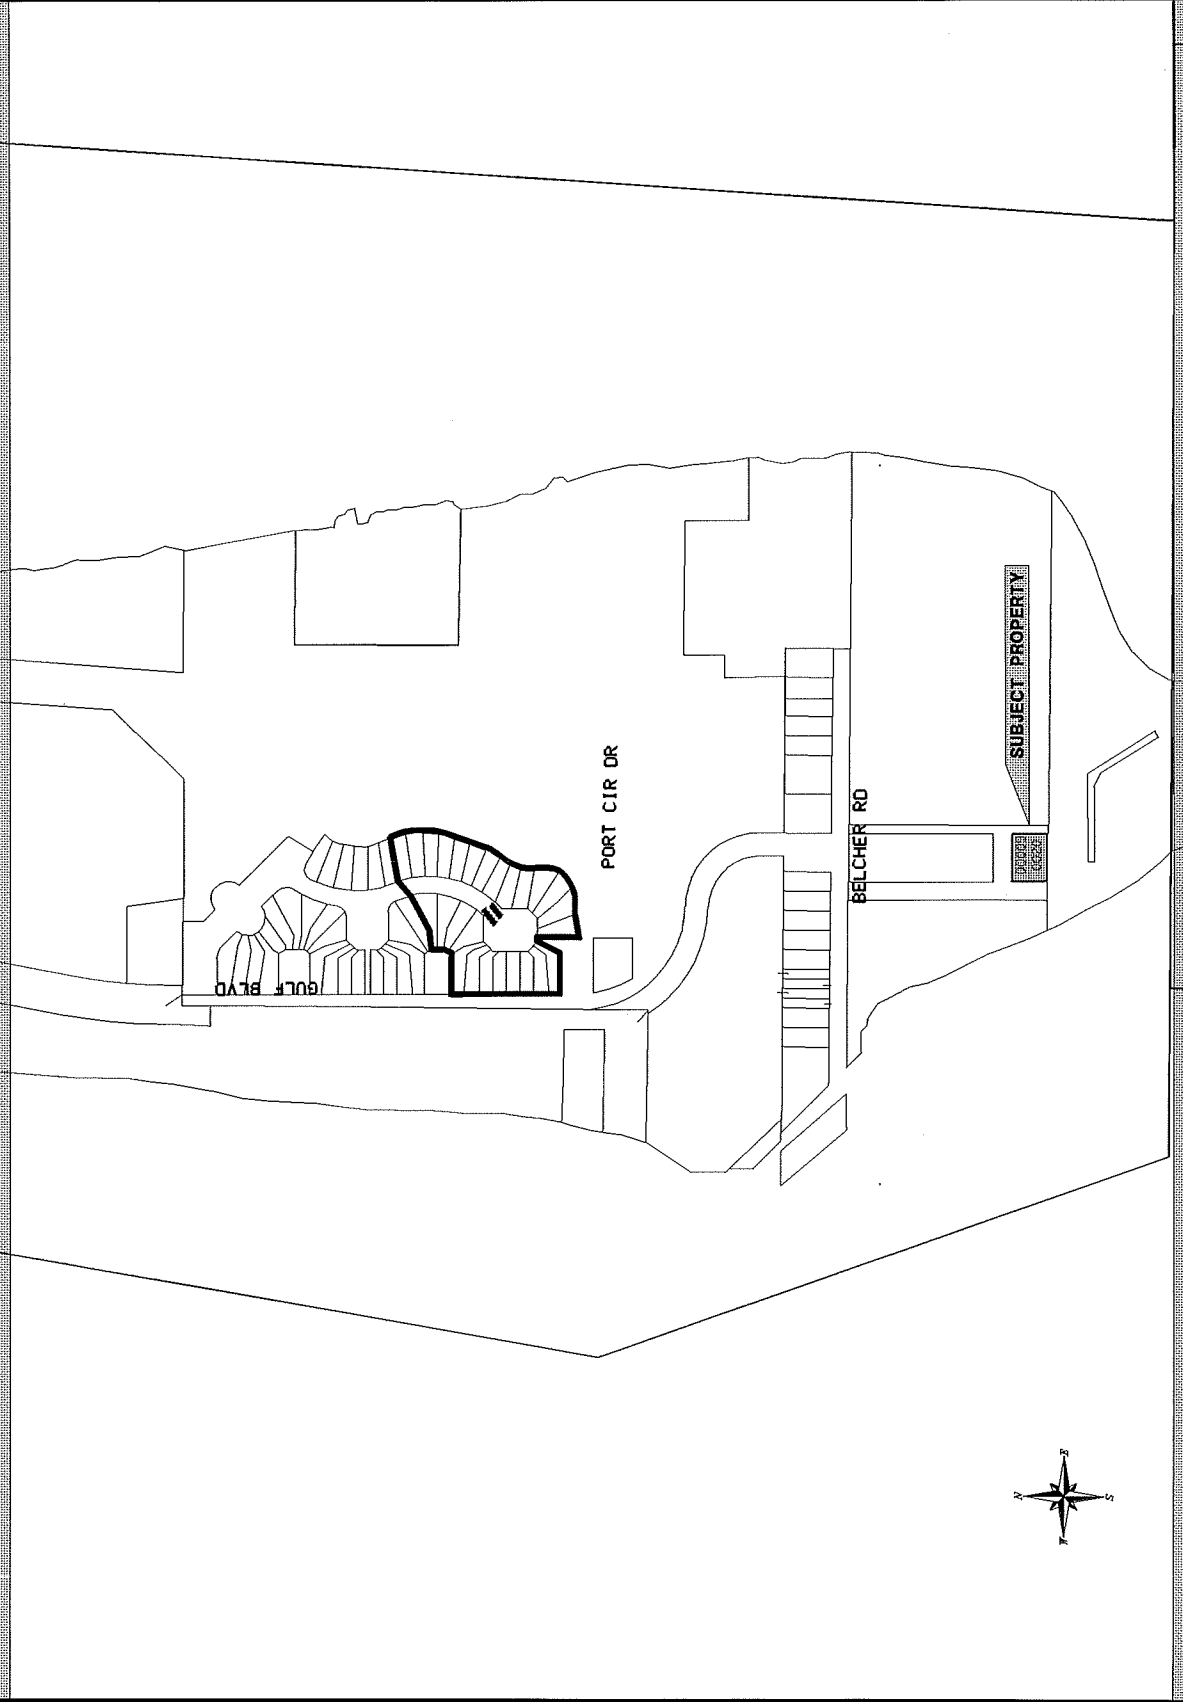 GULF BLVD
PORT CIR DR
BELCHER RD
SUBJECT PROPERTY
N
E
S
W